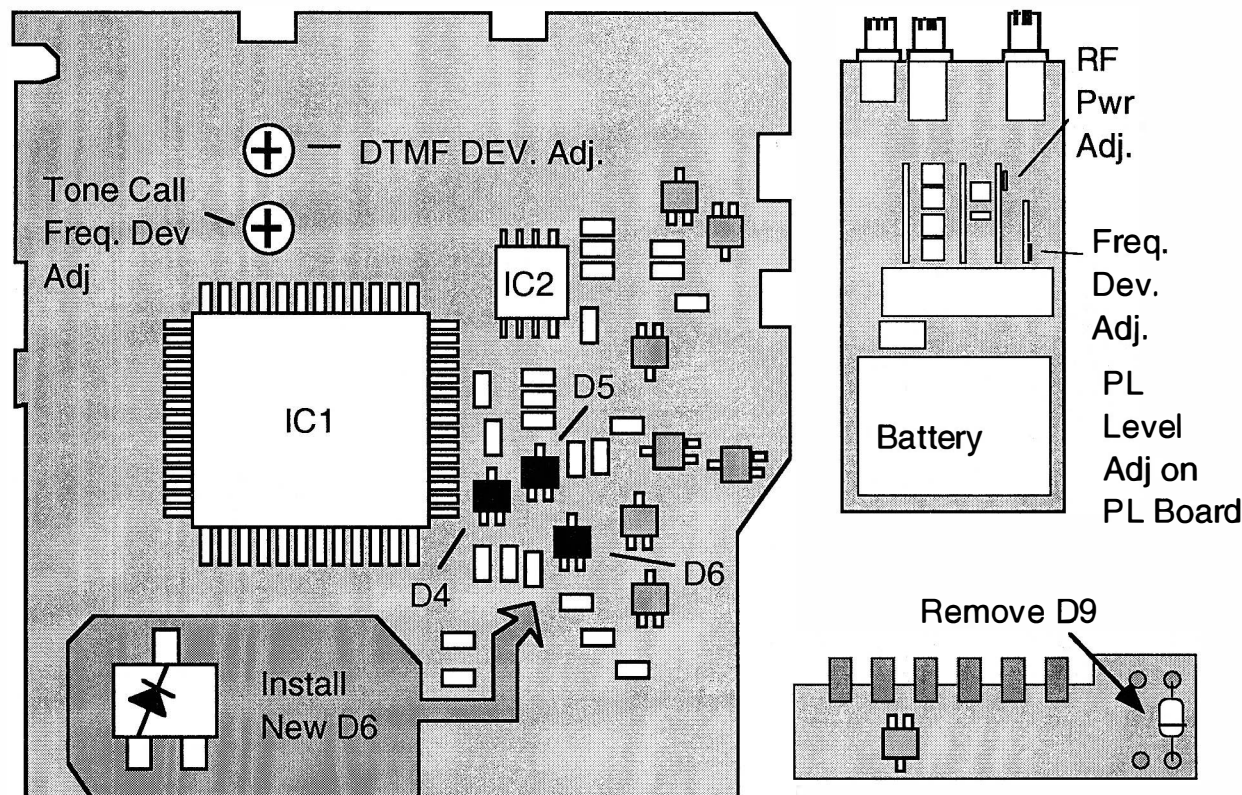 DTMF DEV. Adj.
Tone Call
Freq. Dev
Adj
IC2
IC1
D5
D4
D6
Install
New D6
RF
Pwr
Adj.
Freq.
Dev.
Adj.
Battery
PL
Level
Adj on
PL Board
Remove D9